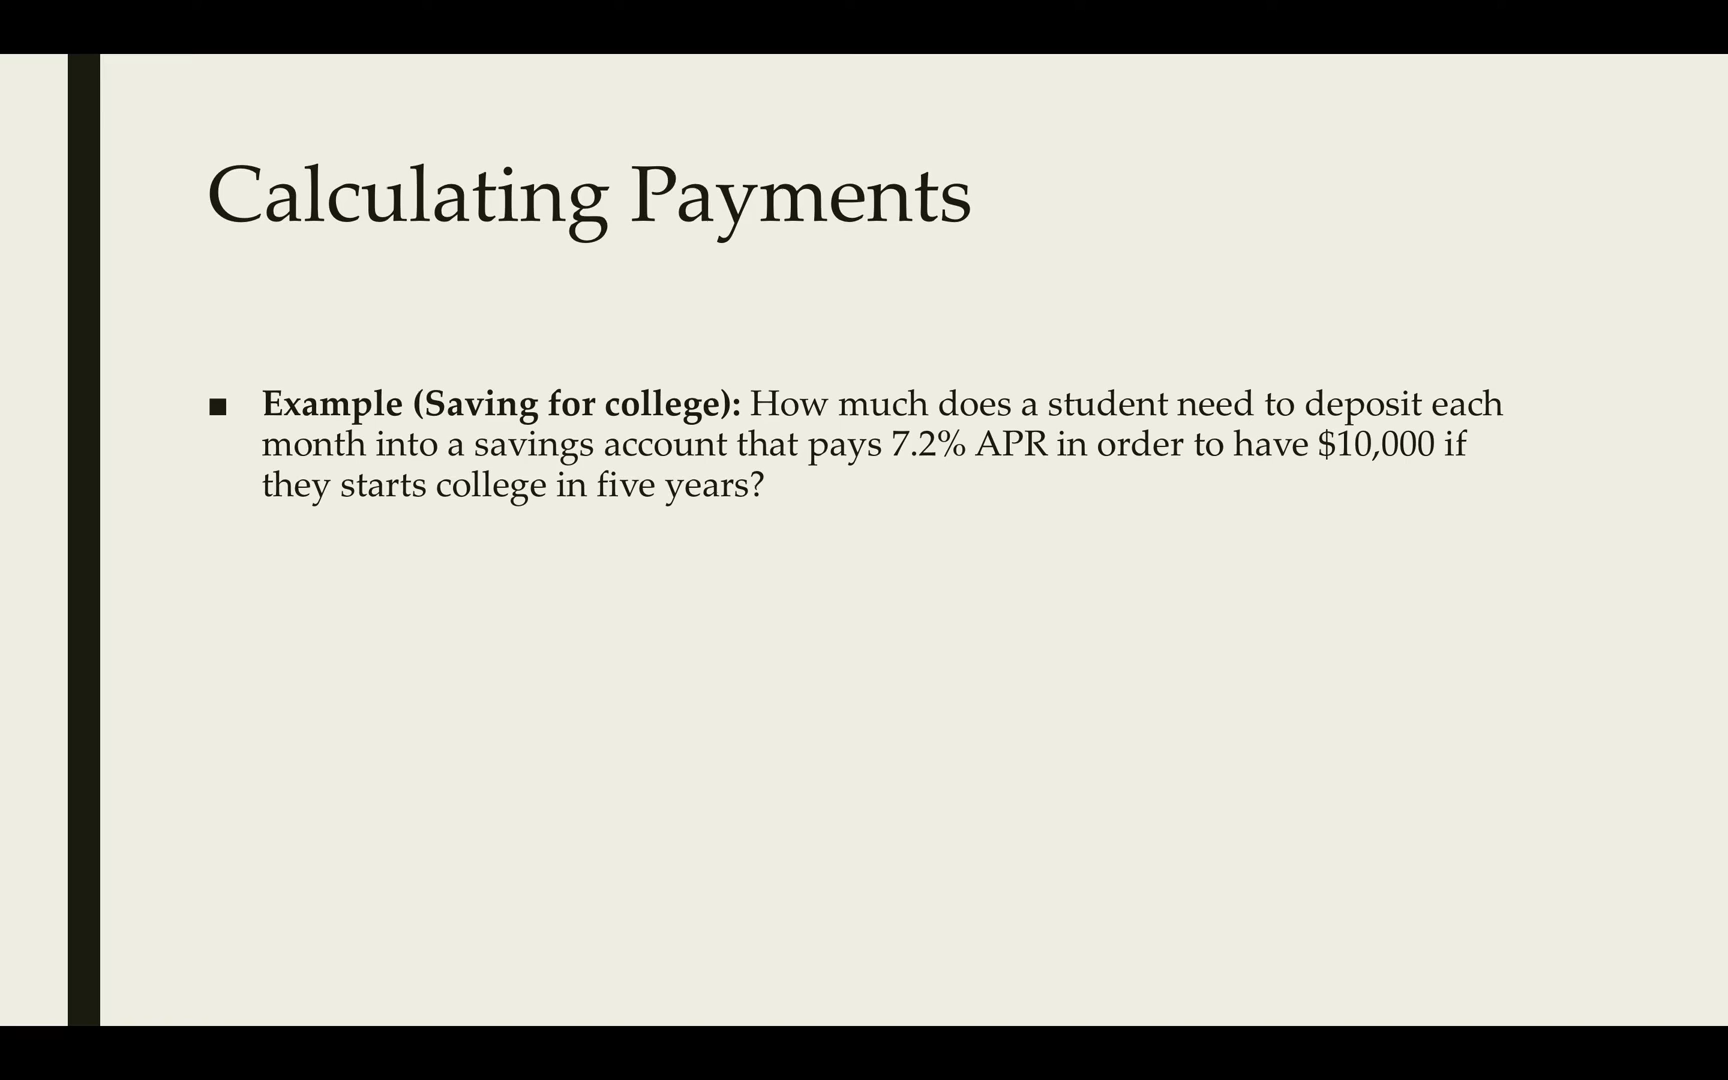 Calculating Payments
■ Example (Saving for college): How much does a student need to deposit each
month into a savings account that pays 7.2% APR in order to have $10,000 if
they starts college in five years?